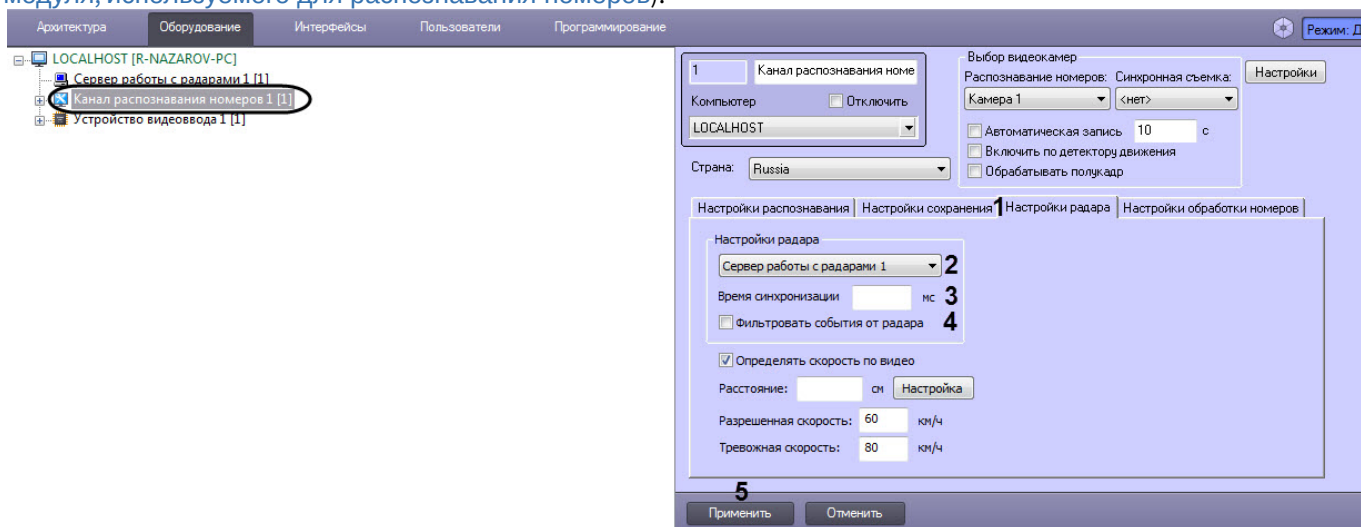 модуля, используемого для распознавания номеров).
Архитектура Оборудование Интерфейсы Пользователи Программирование Режим: Д
LOCALHOST [R-NAZAROV-PC]
Сервер работы с радарами 1 [1]
Канал распознавания номеров 1 [1]
Устройство видеоввода 1 [1]
1 Канал распознавания номе
Компьютер Отключить
LOCALHOST
Страна: Russia
Выбор видеокамер
Распознавание номеров: Синхронная съемка: Настройки
Камера 1 <нет>
Автоматическая запись 10 с
Включить по детектору движения
Обрабатывать полукадр
Настройки распознавания Настройки сохранения 1 Настройки радара Настройки обработки номеров
Настройки радара
Сервер работы с радарами 1 2
Время синхронизации мс 3
Фильтровать события от радара 4
Определять скорость по видео
Расстояние: см Настройка
Разрешенная скорость: 60 км/ч
Тревожная скорость: 80 км/ч
5
Применить Отменить